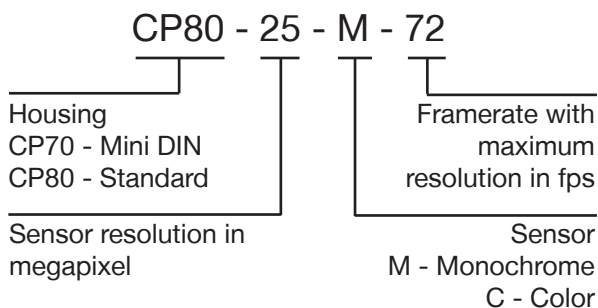 CP80 - 25 - M - 72
Housing
CP70 - Mini DIN
CP80 - Standard
Framerate with
maximum
resolution in fps
Sensor resolution in
megapixel
Sensor
M - Monochrome
C - Color